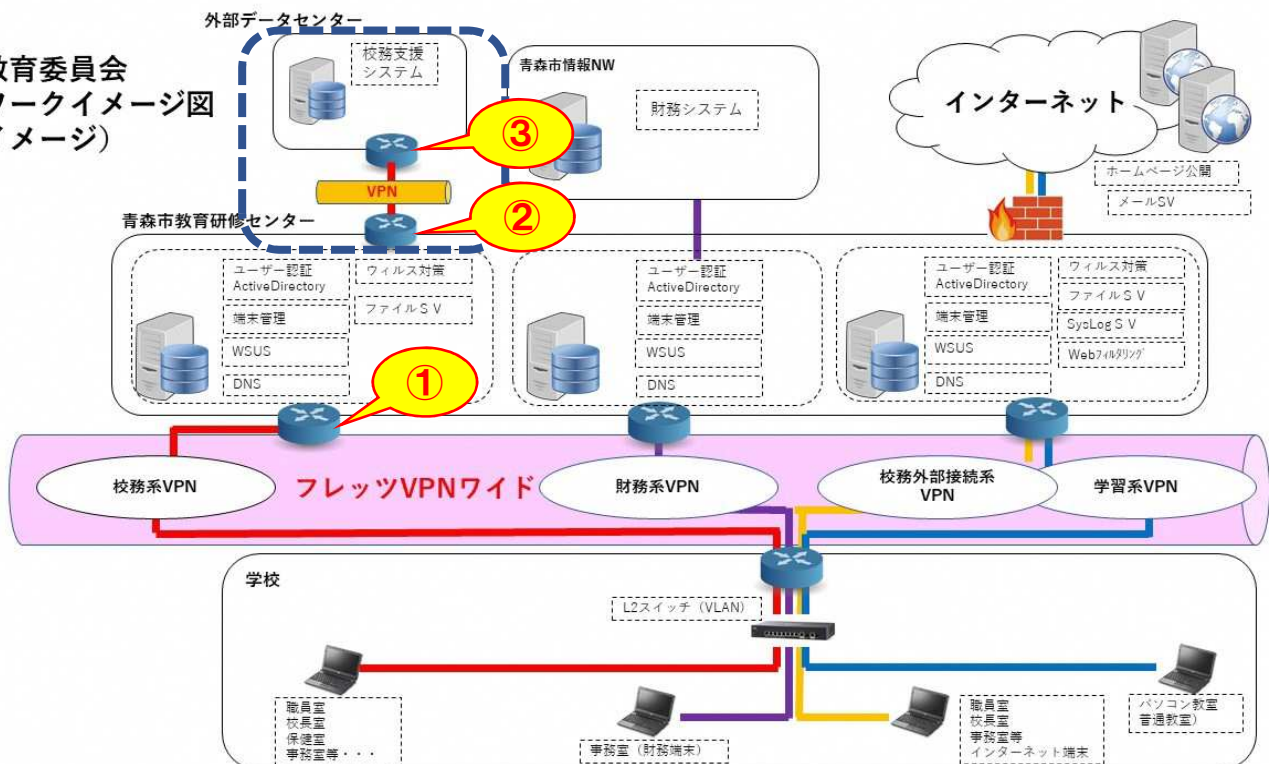 外部データセンター
教育委員会
ワークイメージ図
イメージ）
校務支援
システム
③
VPN
②
青森市情報NW
財務システム
インターネット
ホームページ公開
メールSV
青森市教育研修センター
ユーザー認証
ActiveDirectory
端末管理
WSUS
DNS
ウィルス対策
ファイルＳＶ
①
ユーザー認証
ActiveDirectory
端末管理
WSUS
DNS
ユーザー認証
ActiveDirectory
端末管理
WSUS
DNS
ウィルス対策
ファイルＳＶ
SysLogＳＶ
Webﾌｨﾙﾀﾘﾝｸﾞ
校務系VPN
フレッツVPNワイド
財務系VPN
校務外部接続系
VPN
学習系VPN
学校
L2スイッチ（VLAN）
職員室
校長室
保健室
事務室等・・・
事務室（財務端末）
職員室
校長室
事務室等
インターネット端末
パソコン教室
普通教室）